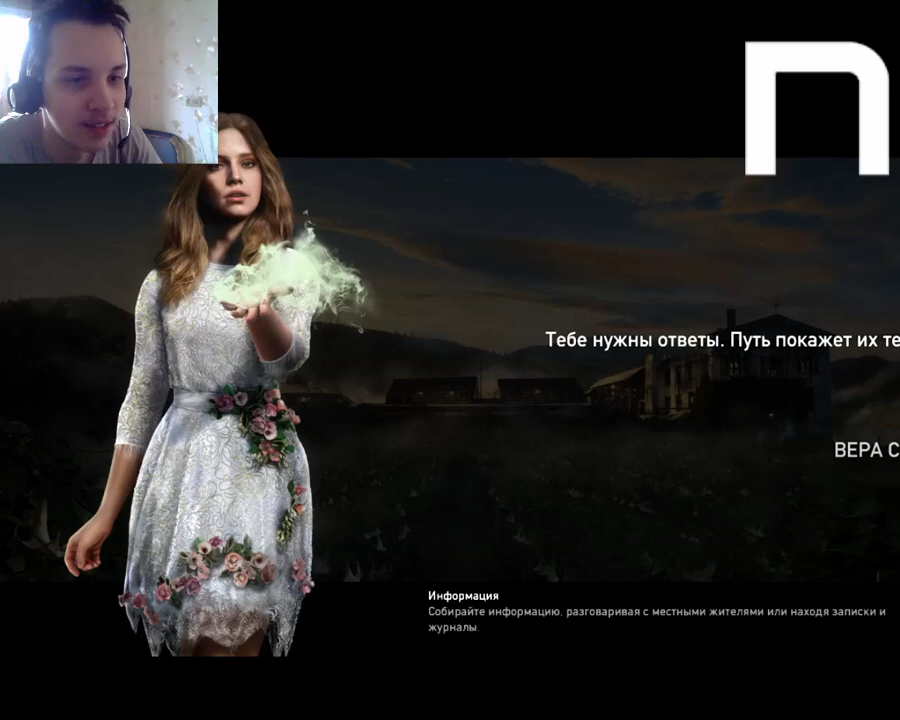 П
Тебе нужны ответы. Путь покажет их те
ВЕРА С
Информация
Собирайте информацию, разговаривая с местными жителями или находя записки и
журналы.